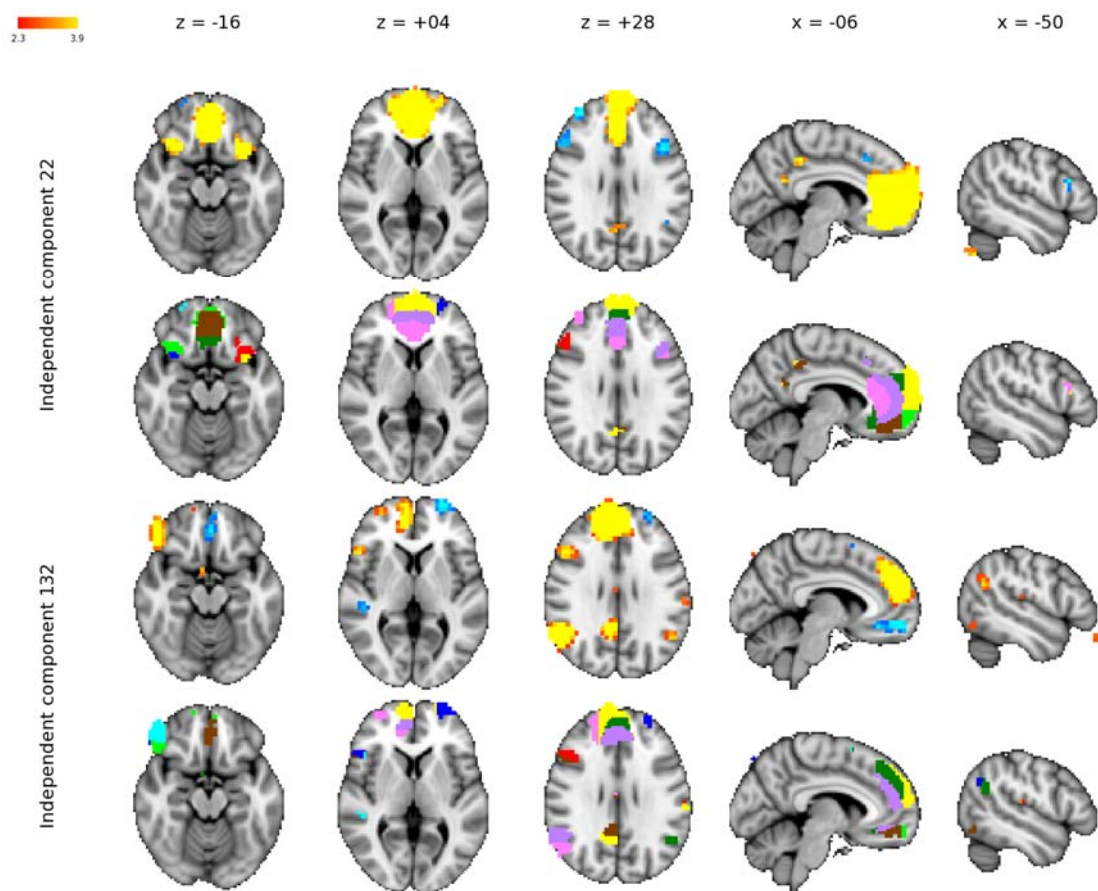 z = -16 z = +04 z = +28 x = -06 x = -50
2.3 3.9
Independent component 22
Independent component 132